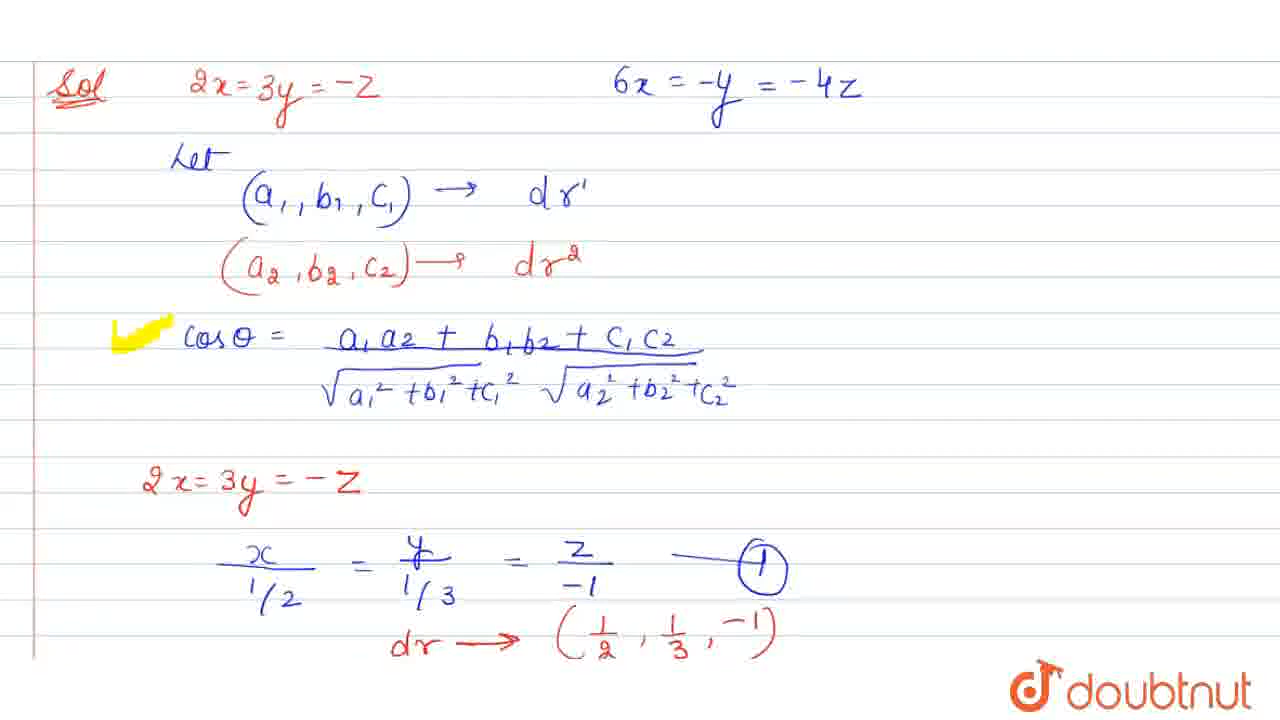 Sol 2x = 3y = -z 6x = -y = -4z
Let
(a₁, b₁, c₁) → dr¹
(a₂, b₂, c₂) → dr²
cosθ = a₁a₂ + b₁b₂ + c₁c₂ / √a₁² + b₁² + c₁² √a₂² + b₂² + c₂²
2x = 3y = -z
x/1/2 = y/1/3 = z/-1 — ①
dr → (1/2, 1/3, -1)
doubtnut